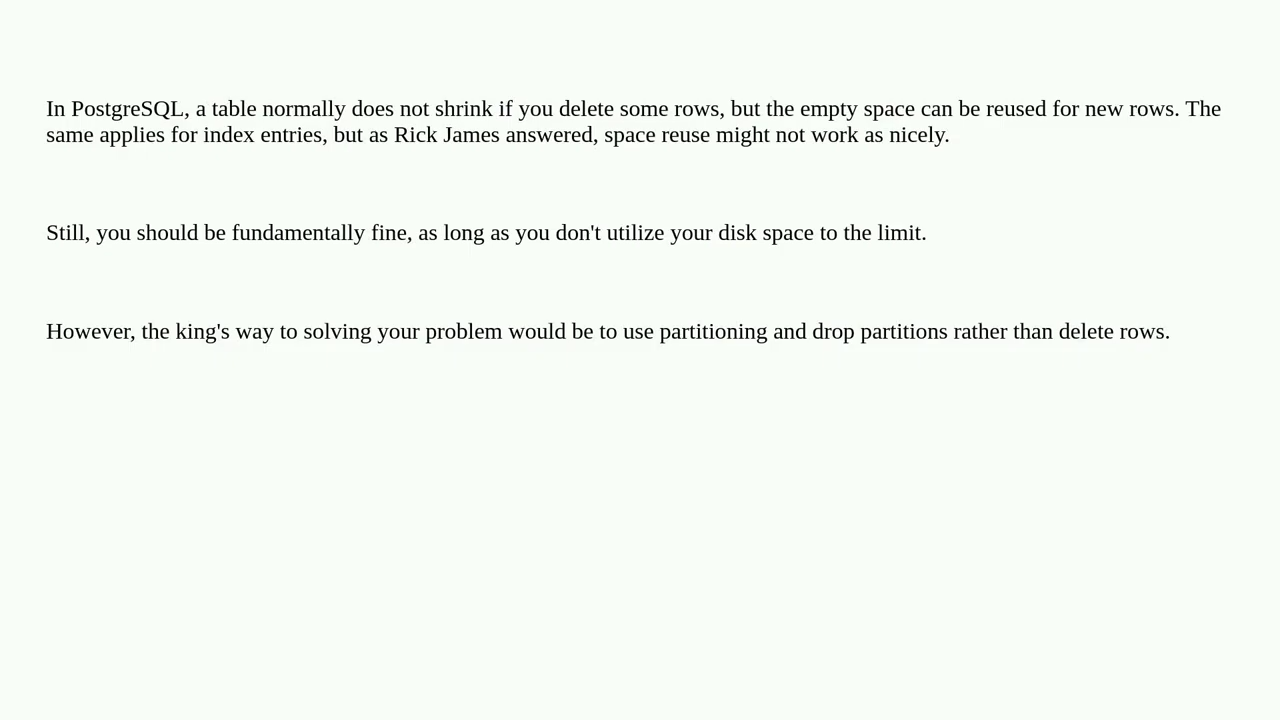 In PostgreSQL, a table normally does not shrink if you delete some rows, but the empty space can be reused for new rows. The
same applies for index entries, but as Rick James answered, space reuse might not work as nicely.
Still, you should be fundamentally fine, as long as you don't utilize your disk space to the limit.
However, the king's way to solving your problem would be to use partitioning and drop partitions rather than delete rows.